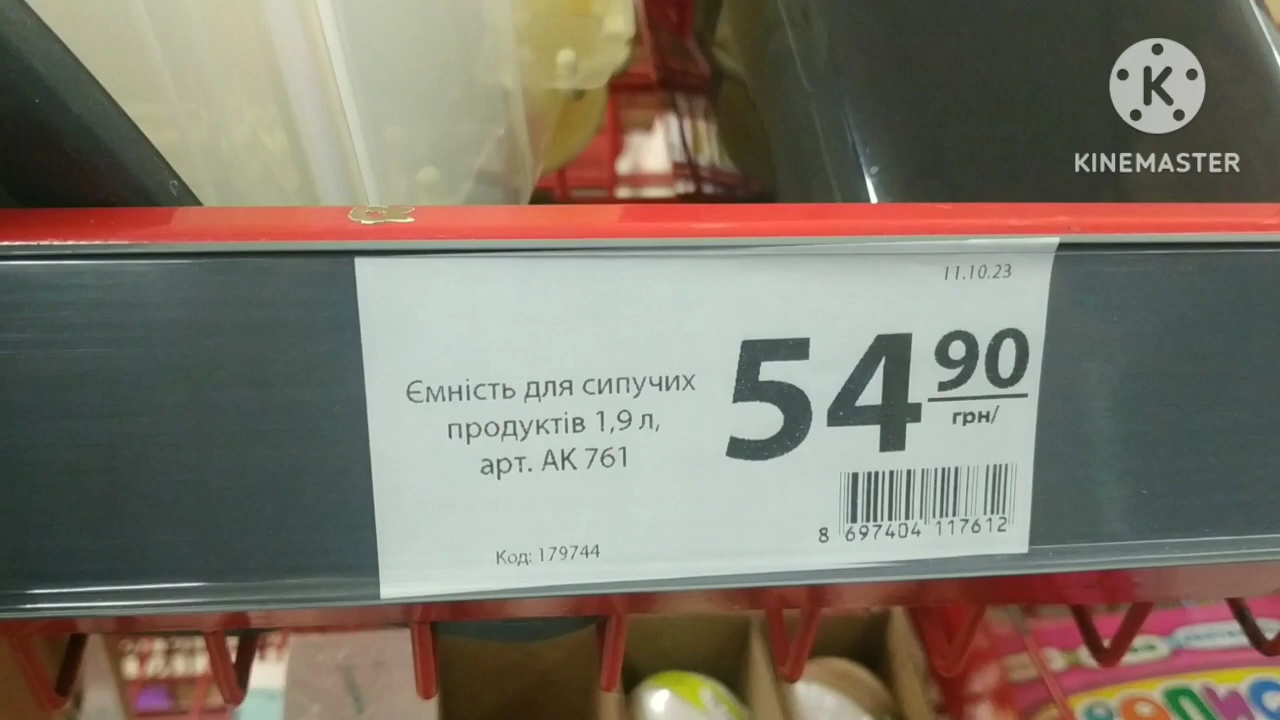 K
KINEMASTER
11.10.23
Ємність для сипучих
продуктів 1,9 л,
арт. АК 761
54 90
грн/
8 697404 117612
Код: 179744